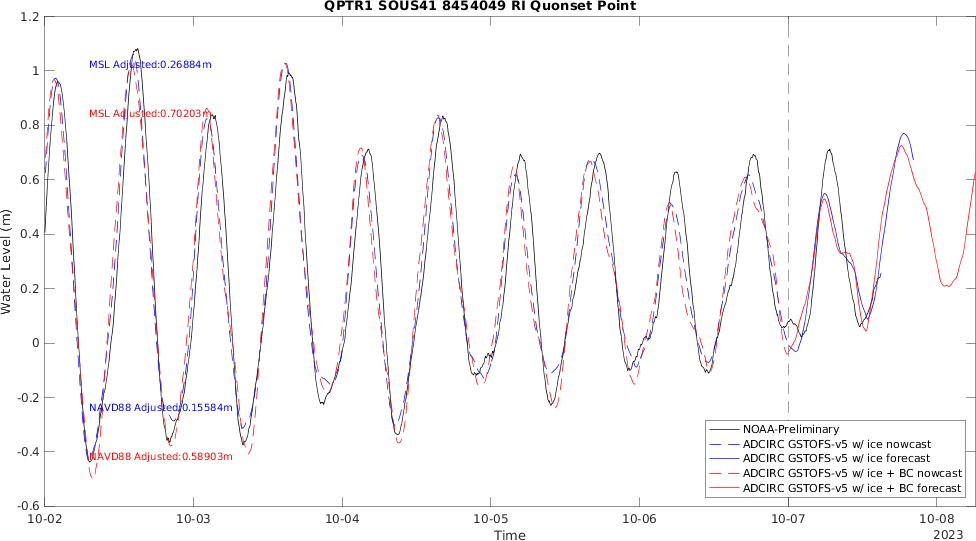 QPTR1 SOUS41 8454049 RI Quonset Point
1.2
1
0.8
0.6
0.4
0.2
0
-0.2
-0.4
-0.6
Water Level (m)
MSL Adjusted:0.26884m
MSL Adjusted:0.70203m
NAVD88 Adjusted:0.15584m
NAVD88 Adjusted:0.58903m
NOAA-Preliminary
ADCIRC GSTOFS-v5 w/ ice nowcast
ADCIRC GSTOFS-v5 w/ ice forecast
ADCIRC GSTOFS-v5 w/ ice + BC nowcast
ADCIRC GSTOFS-v5 w/ ice + BC forecast
10-02 10-03 10-04 10-05 10-06 10-07 10-08
Time
2023